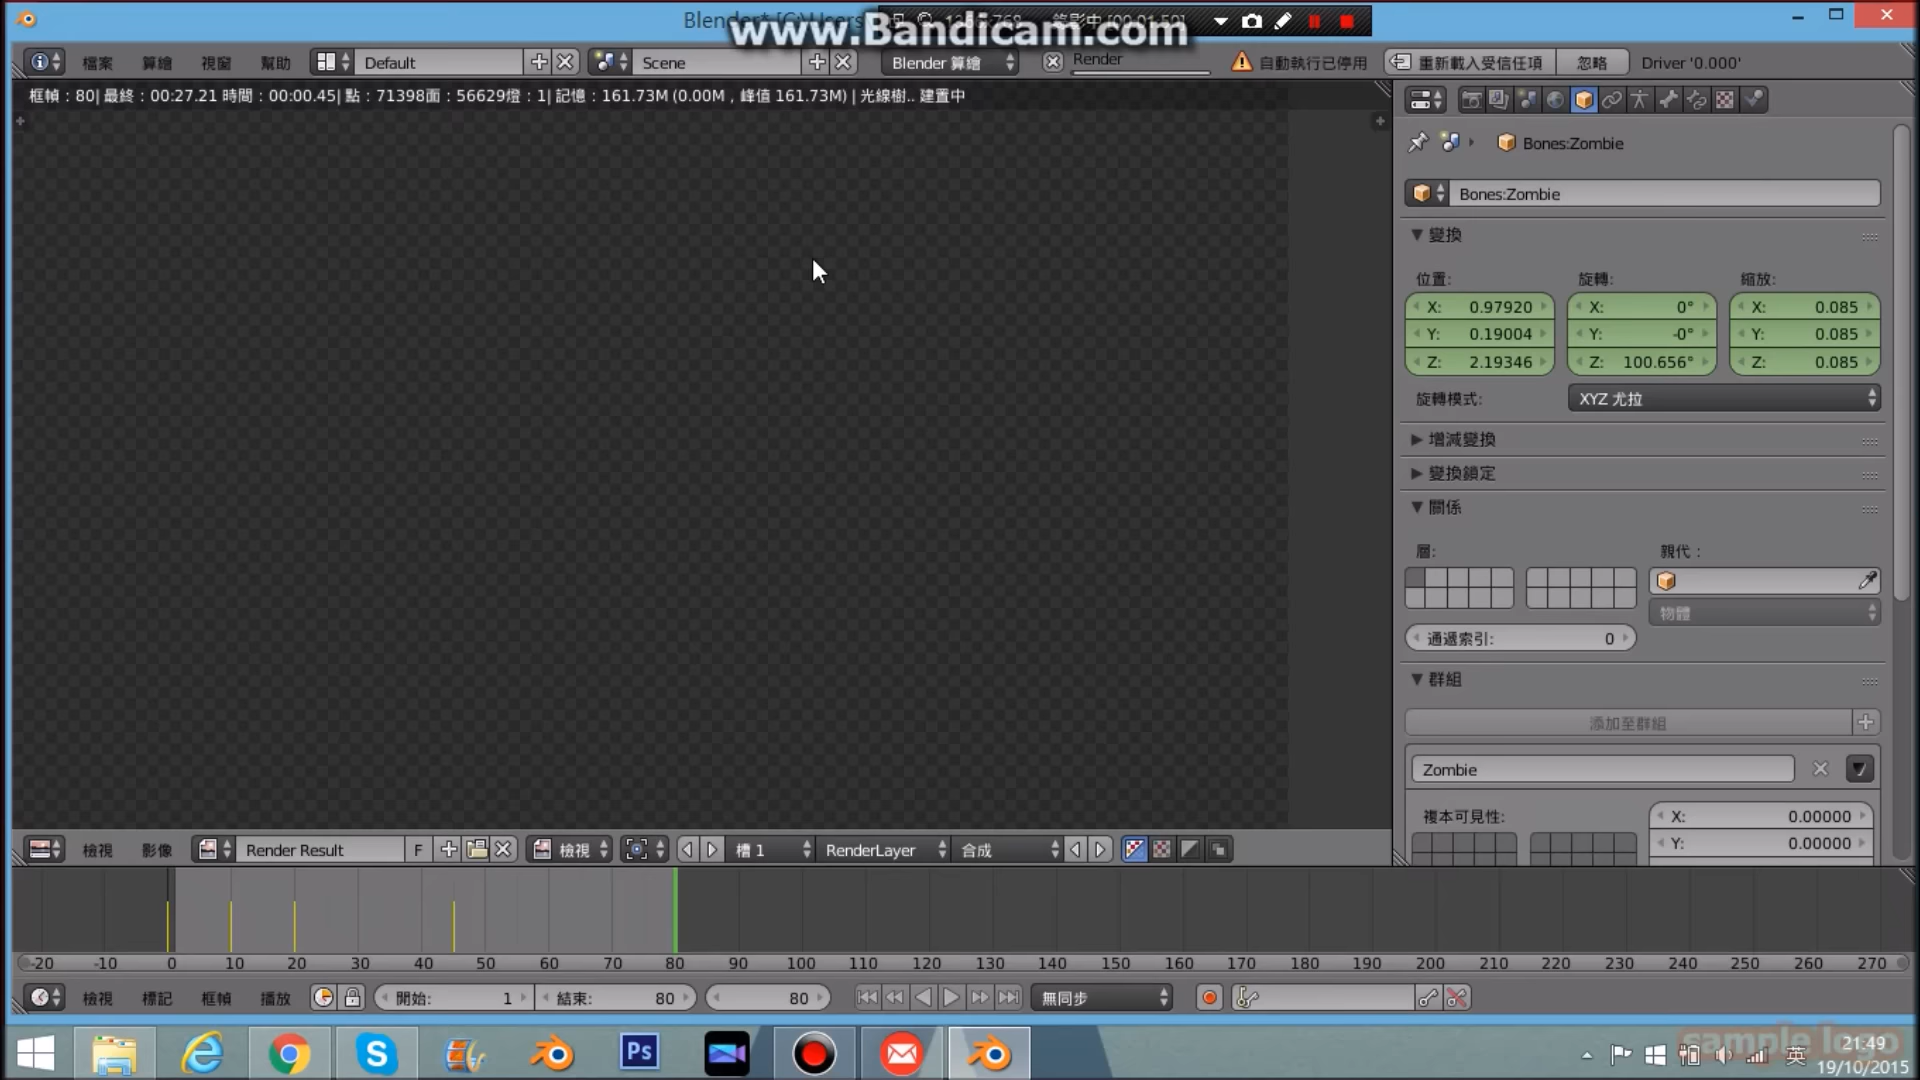 Blender* [C:\Users
www.Bandicam.com
檔案 算繪 視窗 幫助 Default Scene Blender 算繪 Render 自動執行已停用 重新載入受信任項 忽略 Driver '0.000'
框幀：80| 最終：00:27.21 時間：00:00.45| 點：71398面：56629燈：1| 記憶：161.73M (0.00M，峰值 161.73M) | 光線樹.. 建置中
Bones:Zombie
Bones:Zombie
變換
位置: 旋轉: 縮放:
X: 0.97920 X: 0° X: 0.085
Y: 0.19004 Y: -0° Y: 0.085
Z: 2.19346 Z: 100.656° Z: 0.085
旋轉模式: XYZ 尤拉
增減變換
變換鎖定
關係
層: 親代：
物體
通遞索引: 0
群組
添加至群組
Zombie
複本可見性: X: 0.00000
Y: 0.00000
檢視 影像 Render Result F 檢視 槽 1 RenderLayer 合成
-20 -10 0 10 20 30 40 50 60 70 80 90 100 110 120 130 140 150 160 170 180 190 200 210 220 230 240 250 260 270
檢視 標記 框幀 播放 開始: 1 結束: 80 80 無同步
Ps
英
sample logo
21:49
19/10/2015